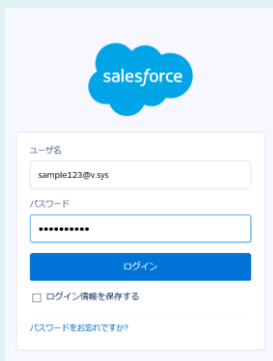 salesforce
ユーザ名
sample123@v.sys
パスワード
••••••••••
ログイン
ログイン情報を保存する
パスワードをお忘れですか?